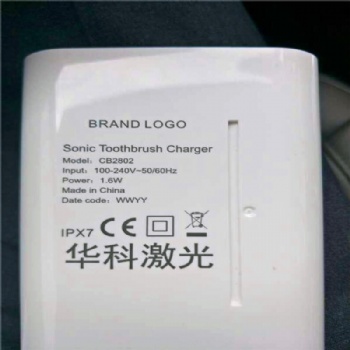 BRAND LOGO
Sonic Toothbrush Charger
Model: CB2802
Input: 100-240V~50/60Hz
Power: 1.6W
Made in China
Date code: WWYY
IPX7 CE
华科激光